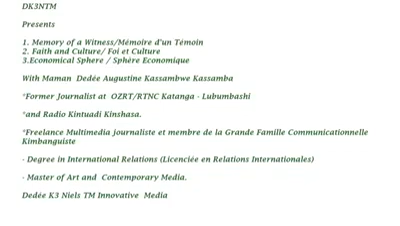 DK3NTM
Presents
1. Memory of a Witness/Mémoire d'un Témoin
2. Faith and Culture/ Foi et Culture
3.Economical Sphere / Sphère Economique
With Maman Dedée Augustine Kassambwe Kassamba
*Former Journalist at OZRT/RTNC Katanga - Lubumbashi
*and Radio Kintuadi Kinshasa.
*Freelance Multimedia journaliste et membre de la Grande Famille Communicationnelle
Kimbanguiste
- Degree in International Relations (Licenciée en Relations Internationales)
- Master of Art and Contemporary Media.
Dedée K3 Niels TM Innovative Media